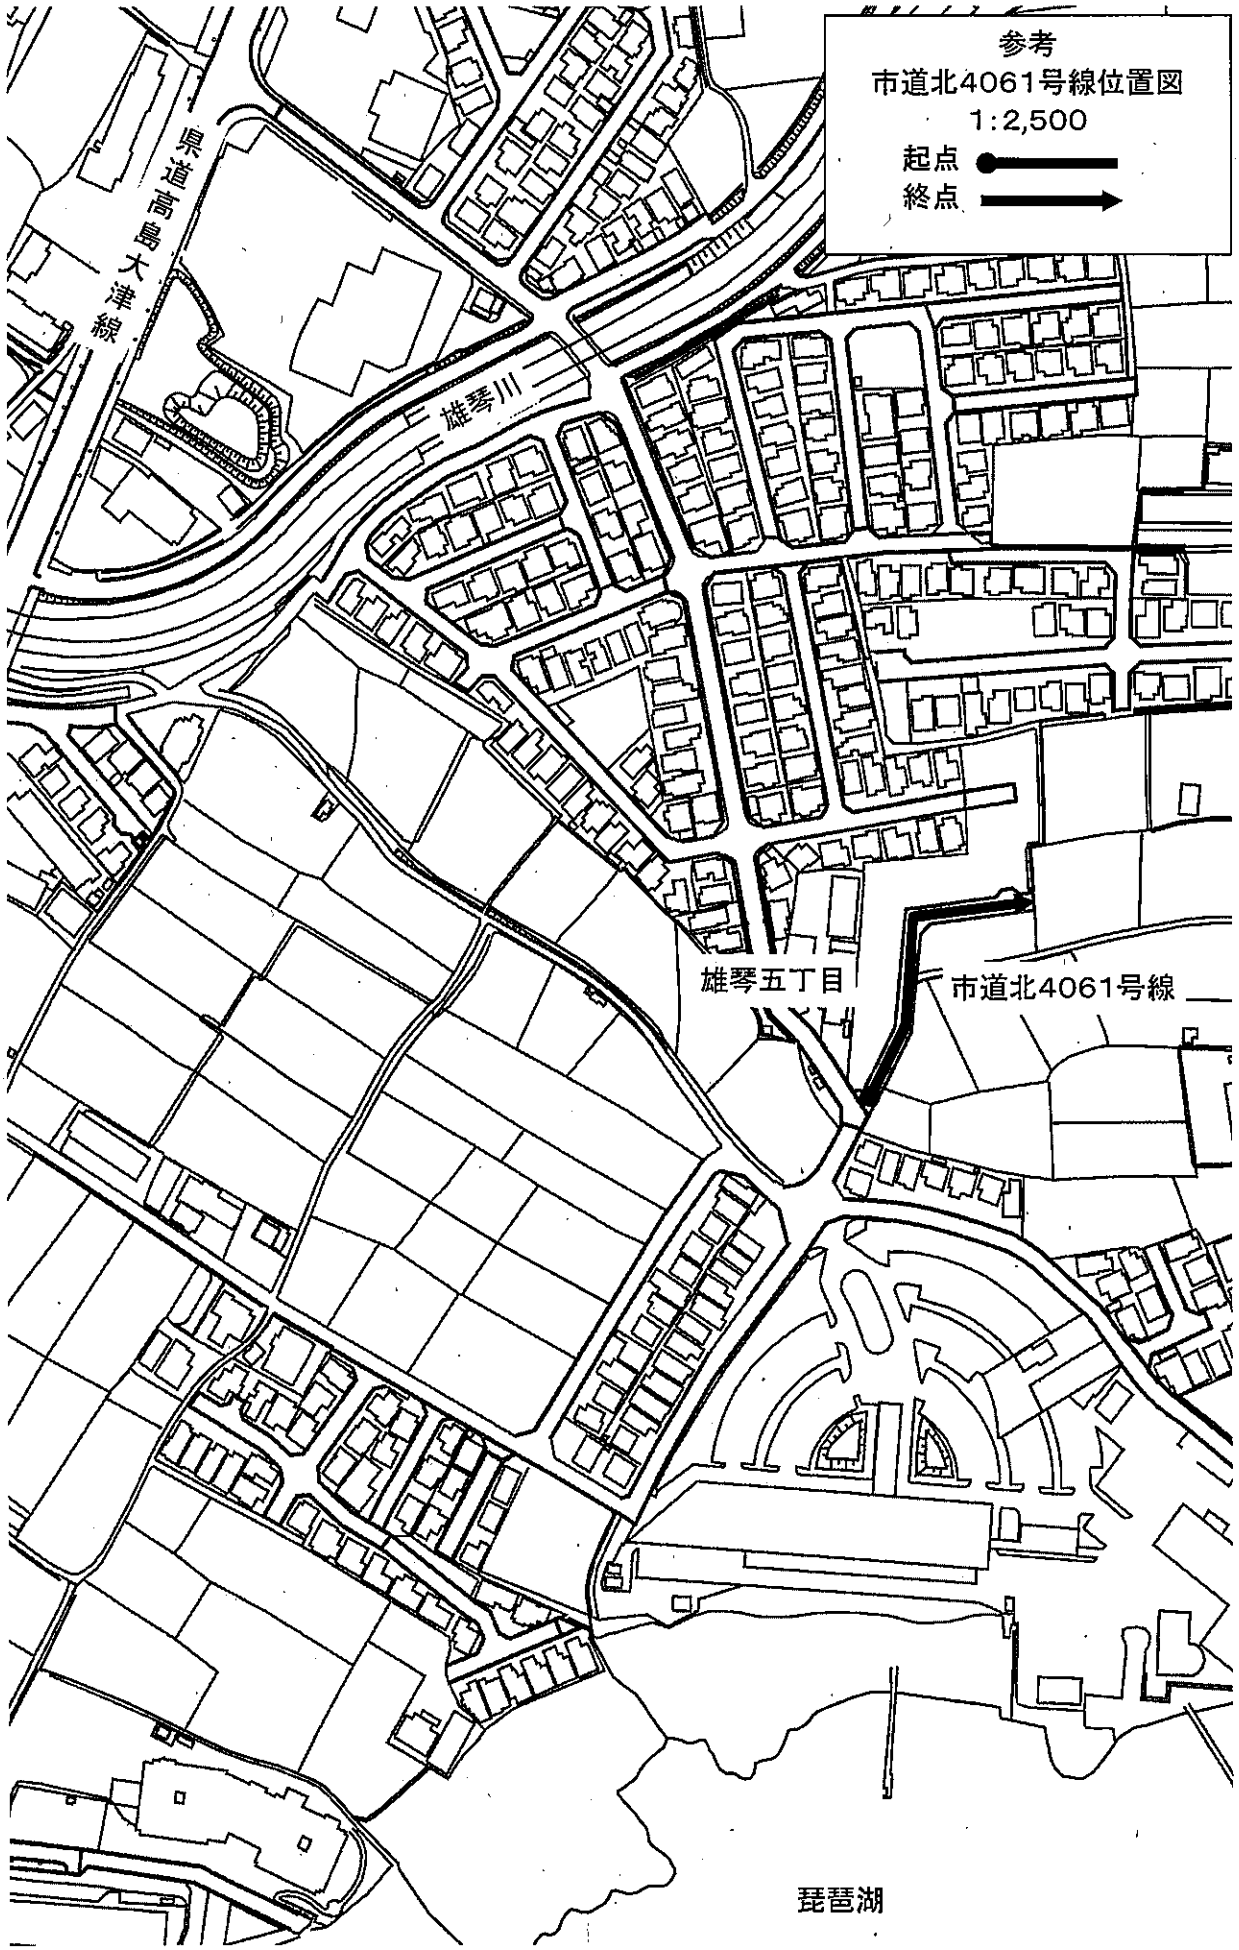 参考
市道北4061号線位置図
1:2,500
起点
終点
県道高島大津線
雄琴川
雄琴五丁目
市道北4061号線
琵琶湖